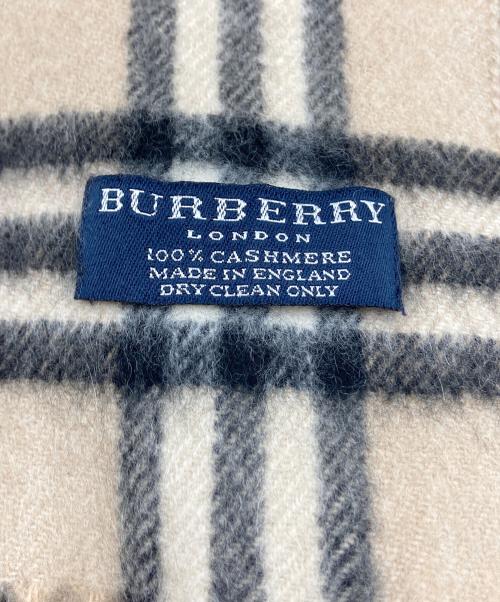 BURBERRY
LONDON
100% CASHMERE
MADE IN ENGLAND
DRY CLEAN ONLY